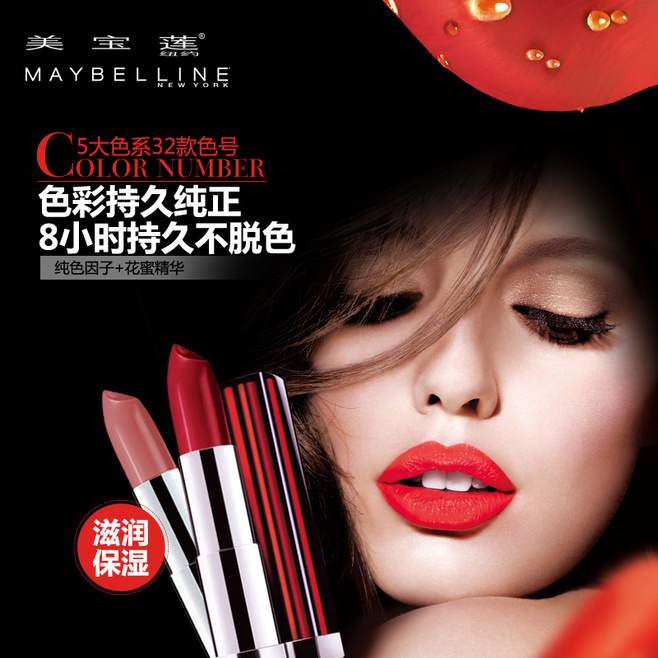 美宝莲®
纽约
MAYBELLINE
NEW YORK
5大色系32款色号
COLOR NUMBER
色彩持久纯正
8小时持久不脱色
纯色因子+花蜜精华
滋润
保湿